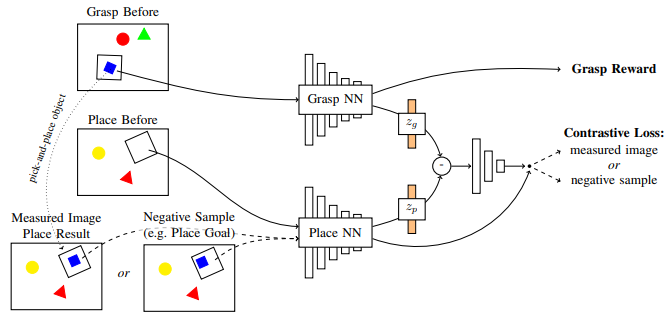 Grasp Before
pick-and-place object
Place Before
Measured Image
Place Result
or
Negative Sample
(e.g. Place Goal)
Grasp NN
Place NN
z_g
z_p
-
Grasp Reward
Contrastive Loss:
measured image
or
negative sample